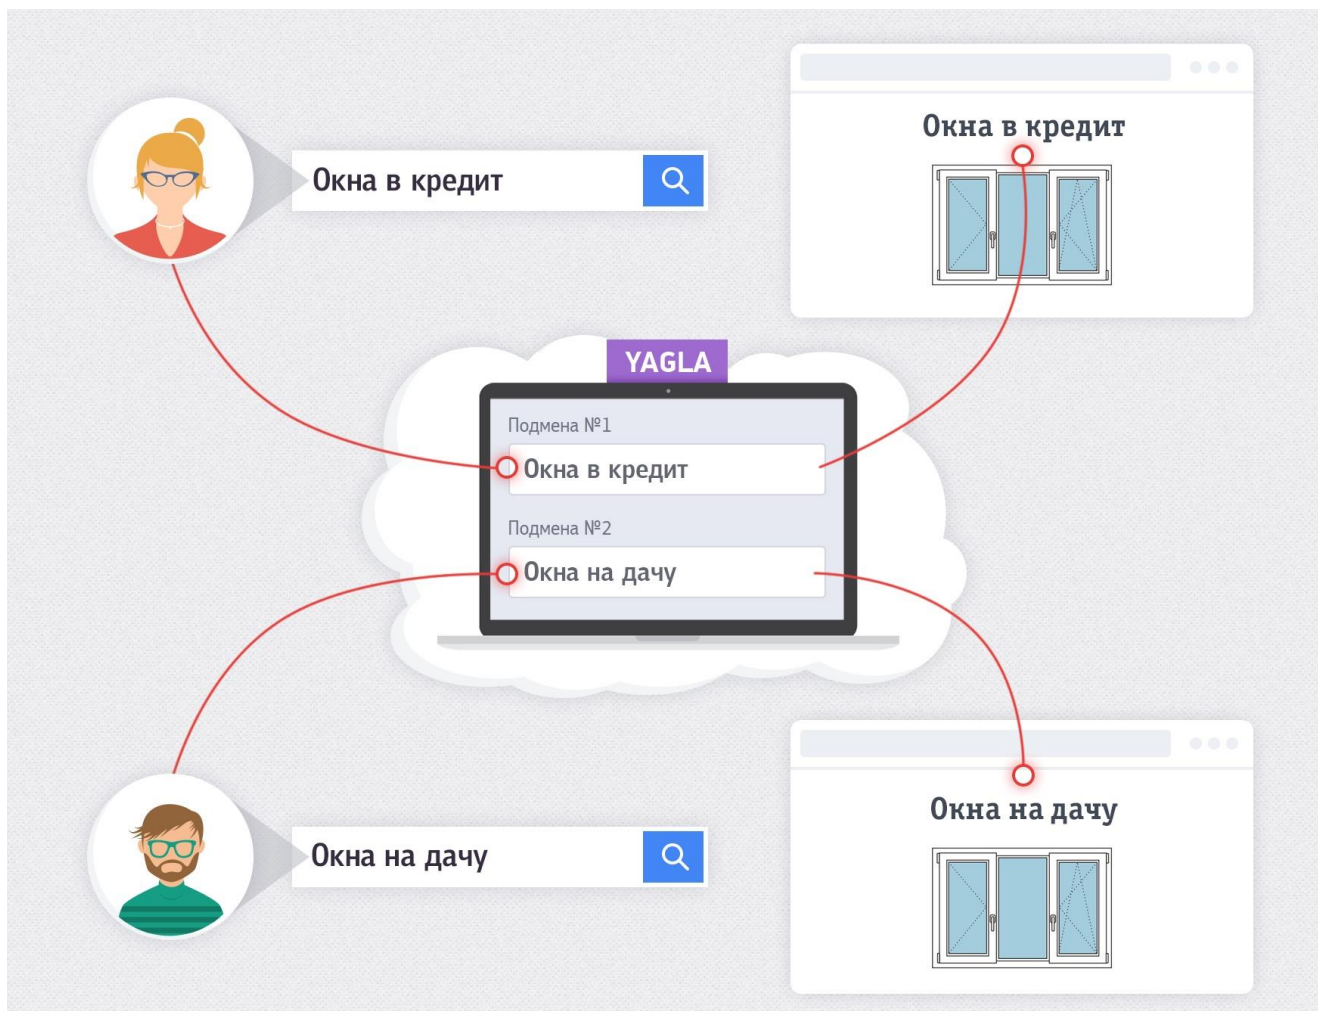 Окна в кредит
Окна в кредит
YAGLA
Подмена №1
Окна в кредит
Подмена №2
Окна на дачу
Окна на дачу
Окна на дачу